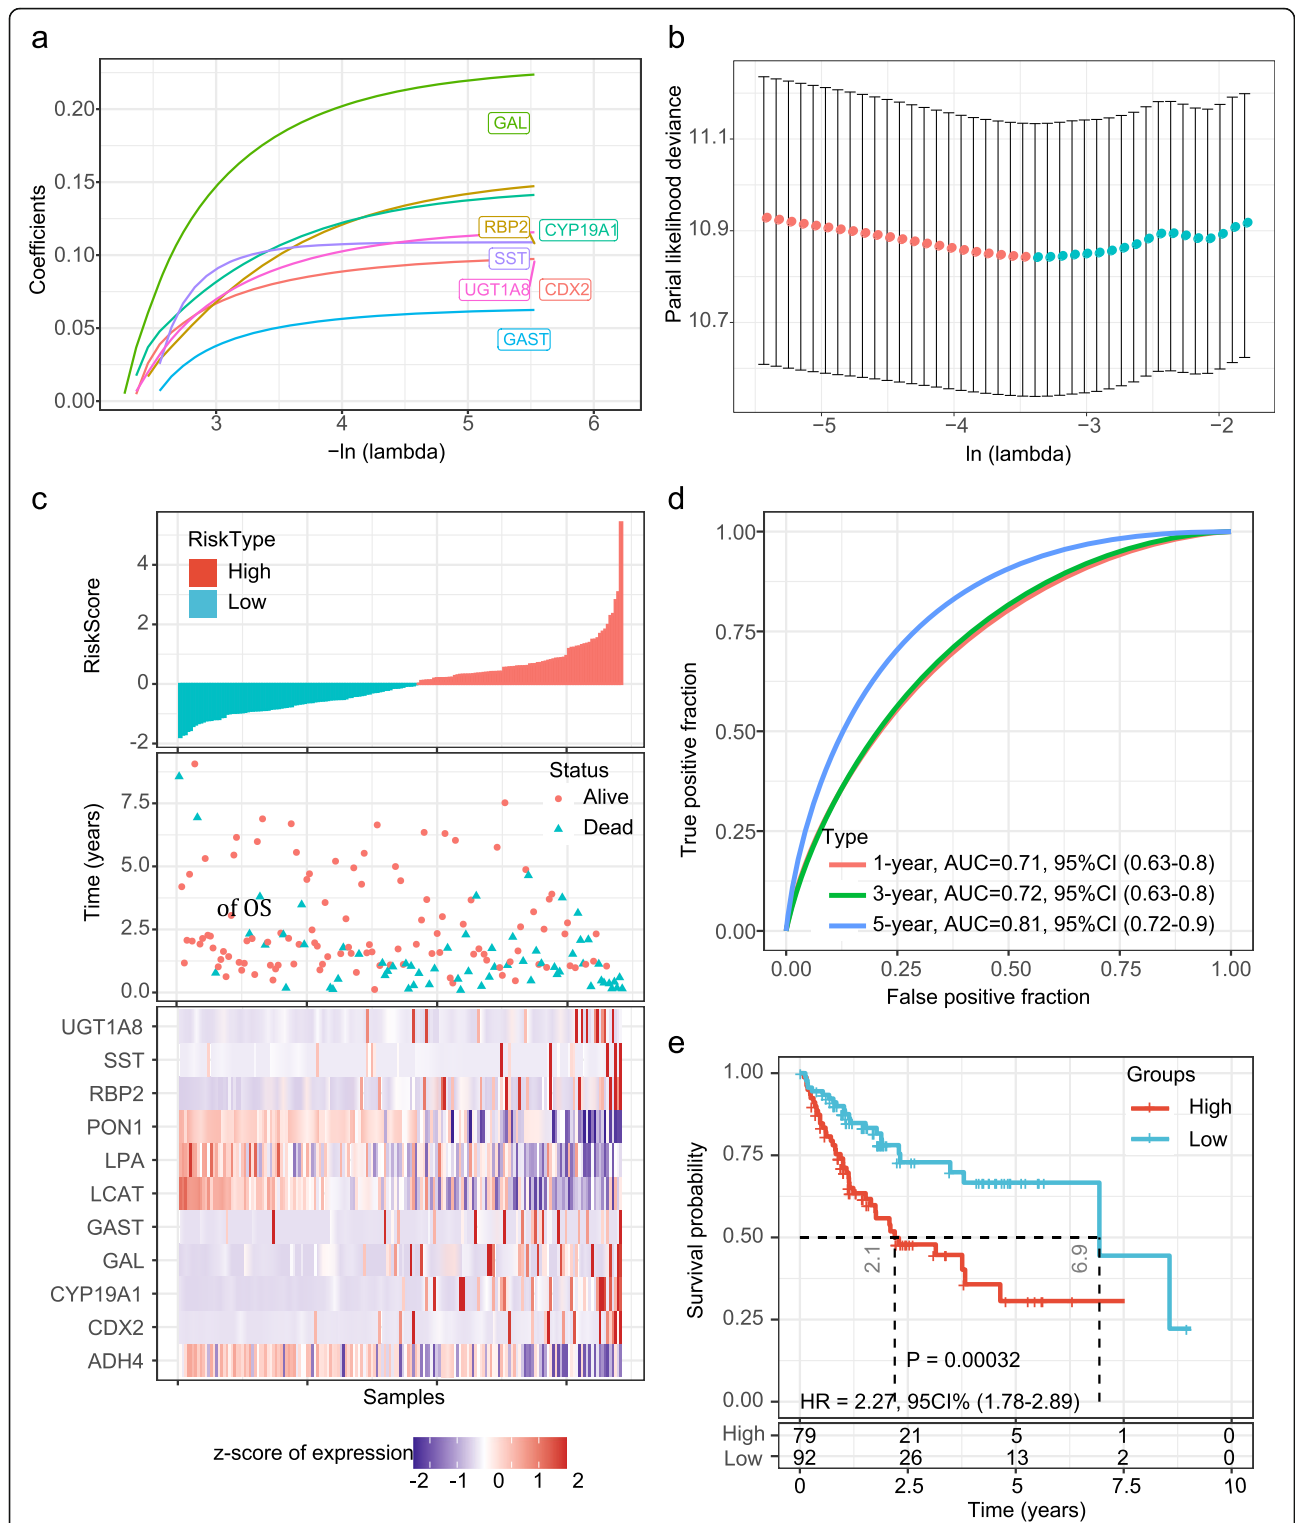 a
0.20
0.15
0.10
0.05
0.00
Coefficients
GAL
RBP2
CYP19A1
SST
UGT1A8
CDX2
GAST
3 4 5 6
−ln (lambda)
b
Parial likelihood deviance
11.1
10.9
10.7
−5 −4 −3 −2
ln (lambda)
c
RiskScore
4
2
0
-2
RiskType
High
Low
Time (years)
7.5
5.0
2.5
0.0
Status
Alive
Dead
of OS
UGT1A8
SST
RBP2
PON1
LPA
LCAT
GAST
GAL
CYP19A1
CDX2
ADH4
Samples
z-score of expression
-2 -1 0 1 2
d
True positive fraction
1.00
0.75
0.50
0.25
0.00
Type
1-year, AUC=0.71, 95%CI (0.63-0.8)
3-year, AUC=0.72, 95%CI (0.63-0.8)
5-year, AUC=0.81, 95%CI (0.72-0.9)
0.00 0.25 0.50 0.75 1.00
False positive fraction
e
Survival probability
1.00
0.75
0.50
0.25
0.00
Groups
High
Low
2.1
6.9
P = 0.00032
HR = 2.27, 95CI% (1.78-2.89)
High 79 21 5 1 0
Low 92 26 13 2 0
0 2.5 5 7.5 10
Time (years)